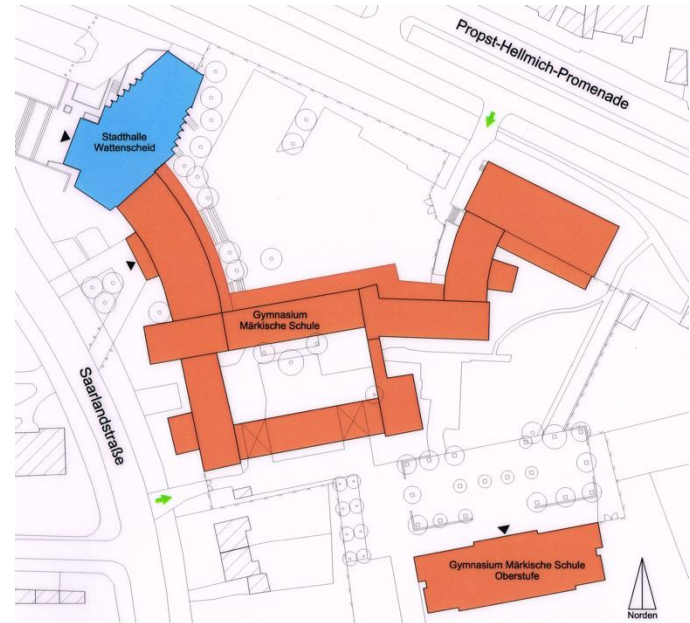 Propst-Hellmich-Promenade
Stadthalle
Wattenscheid
Gymnasium
Märkische Schule
Saarlandstraße
Gymnasium Märkische Schule
Oberstufe
Norden